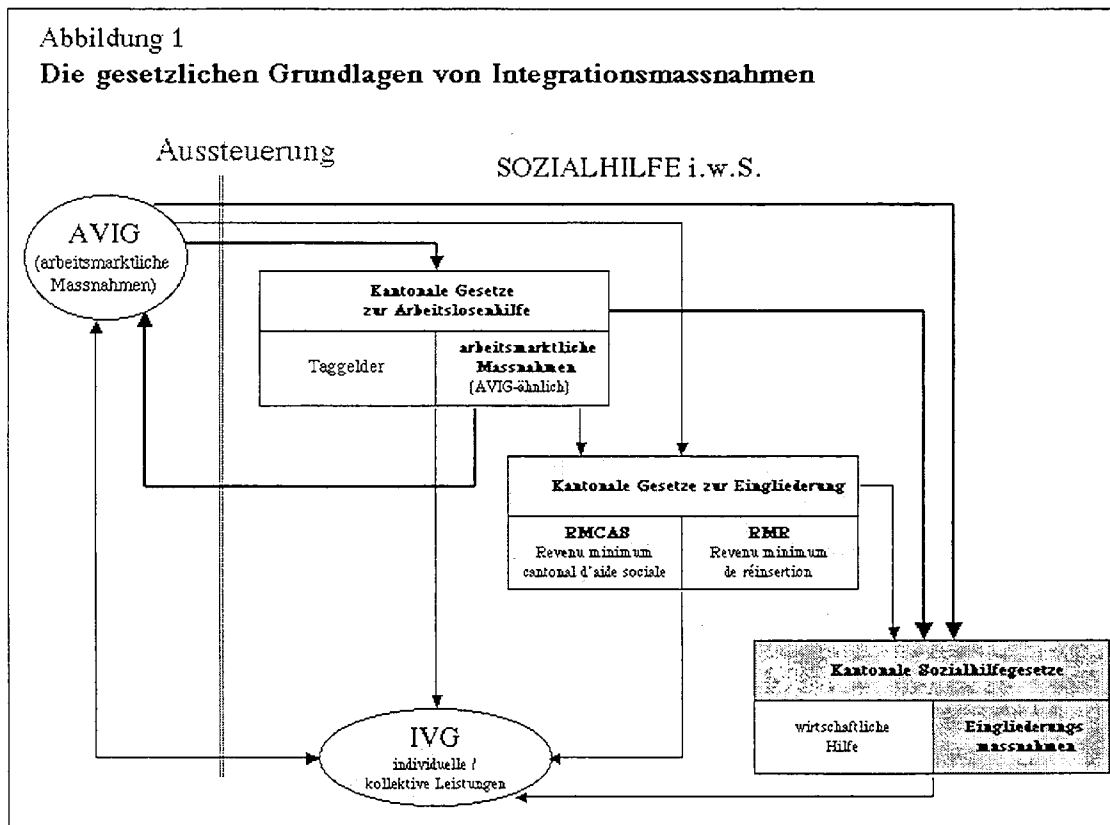 Abbildung 1
Die gesetzlichen Grundlagen von Integrationsmassnahmen
Aussteuerung
SOZIALHILFE i.w.S.
AVIG
(arbeitsmarktliche
Massnahmen)
Kantonale Gesetze
zur Arbeitslosenhilfe
Taggelder
arbeitsmarktliche
Massnahmen
(AVIG-ähnlich)
Kantonale Gesetze zur Eingliederung
RMCAS
Revenu minimum
cantonal d'aide sociale
RMR
Revenu minimum
de réinsertion
Kantonale Sozialhilfegesetze
wirtschaftliche
Hilfe
Eingliederungs
massnahmen
IVG
individuelle /
kollektive Leistungen